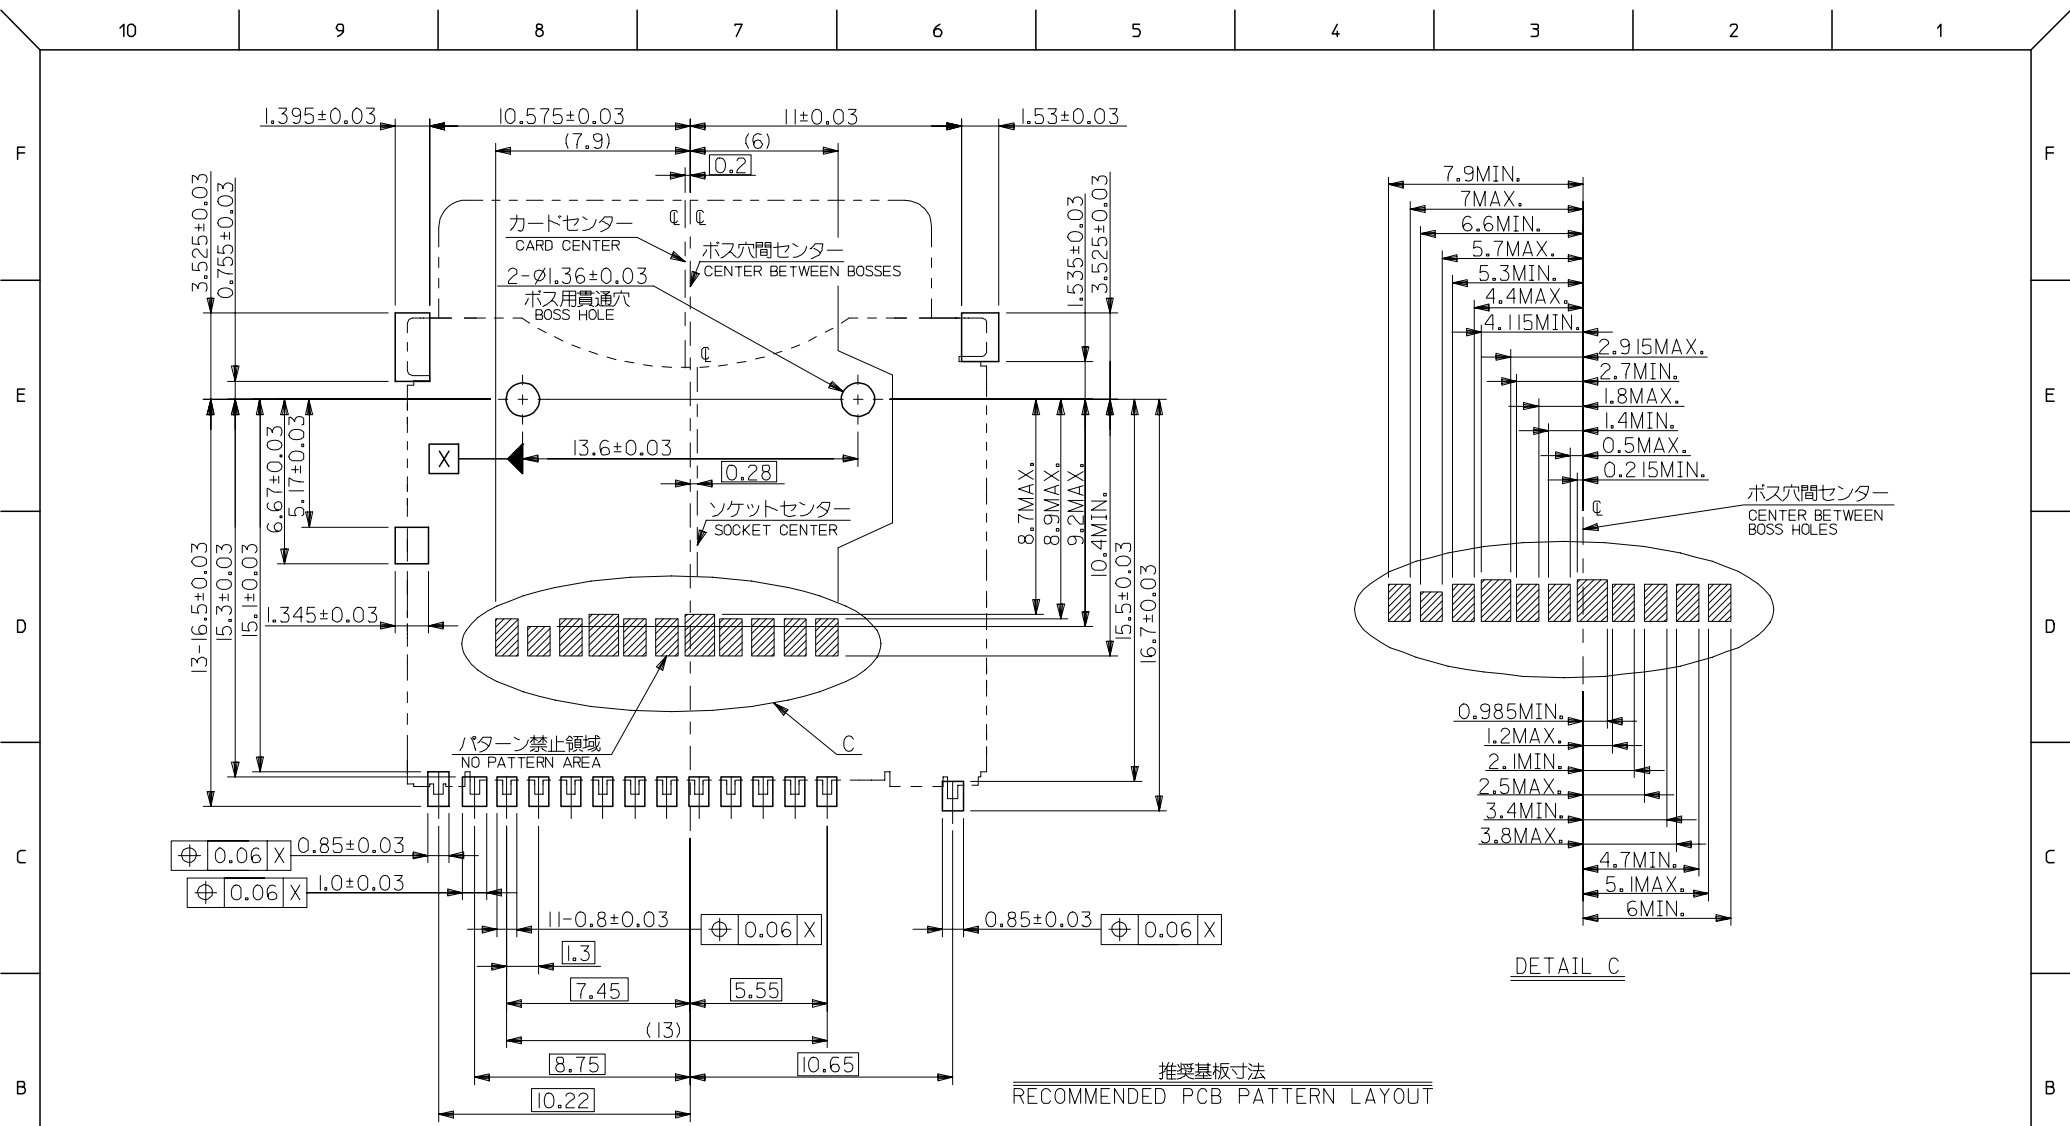 10 9 8 7 6 5 4 3 2 1
F
F
E
E
D
D
C
C
B
B
1.395±0.03
10.575±0.03
11±0.03
1.53±0.03
(7.9)
(6)
0.2
3.525±0.03
0.755±0.03
1.535±0.03
3.525±0.03
カードセンター
CARD CENTER
℄ ℄
ボス穴間センター
CENTER BETWEEN BOSSES
2-Ø1.36±0.03
ボス用貫通穴
BOSS HOLE
℄
X
13.6±0.03
0.28
ソケットセンター
SOCKET CENTER
6.67±0.03
5.17±0.03
13-16.5±0.03
15.3±0.03
15.1±0.03
1.345±0.03
8.7MAX.
8.9MAX.
9.2MAX.
10.4MIN.
15.5±0.03
16.7±0.03
パターン禁止領域
NO PATTERN AREA
C
⌖ 0.06 X 0.85±0.03
⌖ 0.06 X 1.0±0.03
11-0.8±0.03 ⌖ 0.06 X
0.85±0.03 ⌖ 0.06 X
1.3
7.45
5.55
(13)
8.75
10.65
10.22
推奨基板寸法
RECOMMENDED PCB PATTERN LAYOUT
7.9MIN.
7MAX.
6.6MIN.
5.7MAX.
5.3MIN.
4.4MAX.
4.115MIN.
2.915MAX.
2.7MIN.
1.8MAX.
1.4MIN.
0.5MAX.
0.215MIN.
℄
ボス穴間センター
CENTER BETWEEN
BOSS HOLES
0.985MIN.
1.2MAX.
2.1MIN.
2.5MAX.
3.4MIN.
3.8MAX.
4.7MIN.
5.1MAX.
6MIN.
DETAIL C